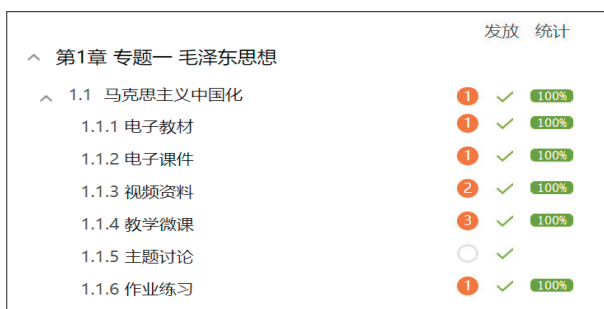 发放 统计
第1章 专题一 毛泽东思想
1.1 马克思主义中国化 1 100%
1.1.1 电子教材 1 100%
1.1.2 电子课件 1 100%
1.1.3 视频资料 2 100%
1.1.4 教学微课 3 100%
1.1.5 主题讨论
1.1.6 作业练习 1 100%